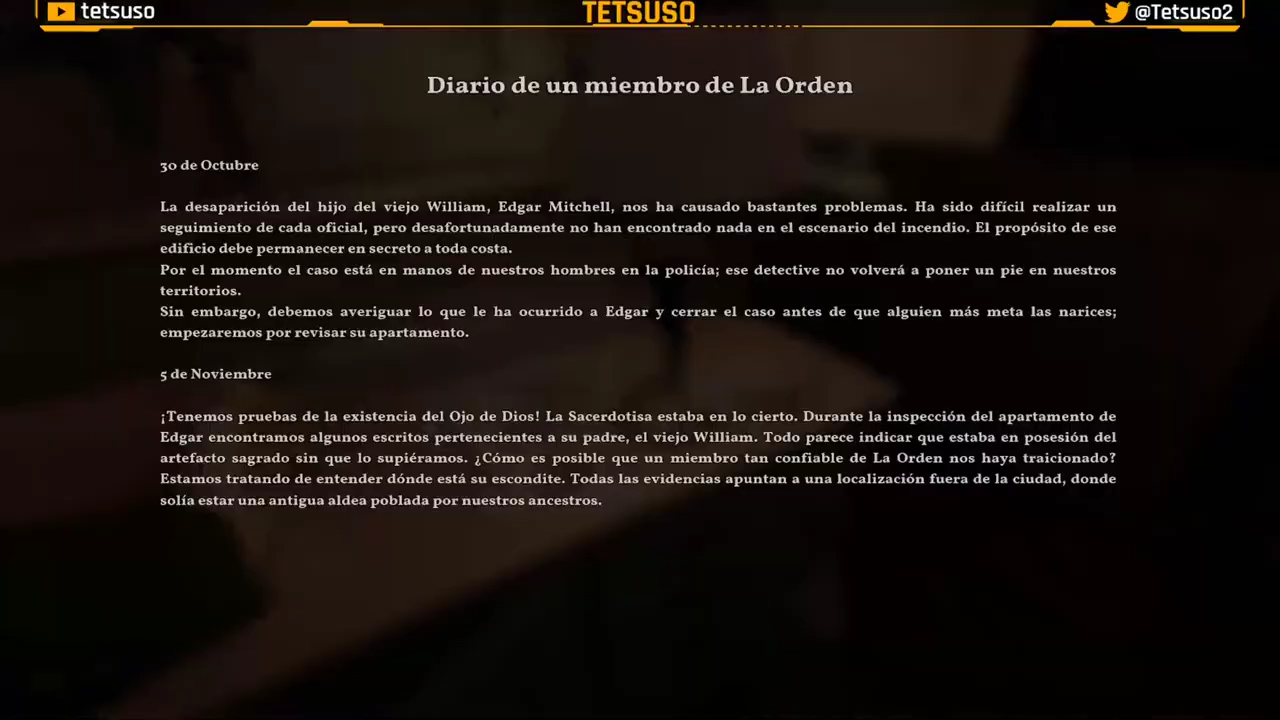 tetsuso
TETSUSO
@Tetsuso2
Diario de un miembro de La Orden
30 de Octubre
La desaparición del hijo del viejo William, Edgar Mitchell, nos ha causado bastantes problemas. Ha sido difícil realizar un
seguimiento de cada oficial, pero desafortunadamente no han encontrado nada en el escenario del incendio. El propósito de ese
edificio debe permanecer en secreto a toda costa.
Por el momento el caso está en manos de nuestros hombres en la policía; ese detective no volverá a poner un pie en nuestros
territorios.
Sin embargo, debemos averiguar lo que le ha ocurrido a Edgar y cerrar el caso antes de que alguien más meta las narices;
empezaremos por revisar su apartamento.
5 de Noviembre
¡Tenemos pruebas de la existencia del Ojo de Dios! La Sacerdotisa estaba en lo cierto. Durante la inspección del apartamento de
Edgar encontramos algunos escritos pertenecientes a su padre, el viejo William. Todo parece indicar que estaba en posesión del
artefacto sagrado sin que lo supiéramos. ¿Cómo es posible que un miembro tan confiable de La Orden nos haya traicionado?
Estamos tratando de entender dónde está su escondite. Todas las evidencias apuntan a una localización fuera de la ciudad, donde
solía estar una antigua aldea poblada por nuestros ancestros.